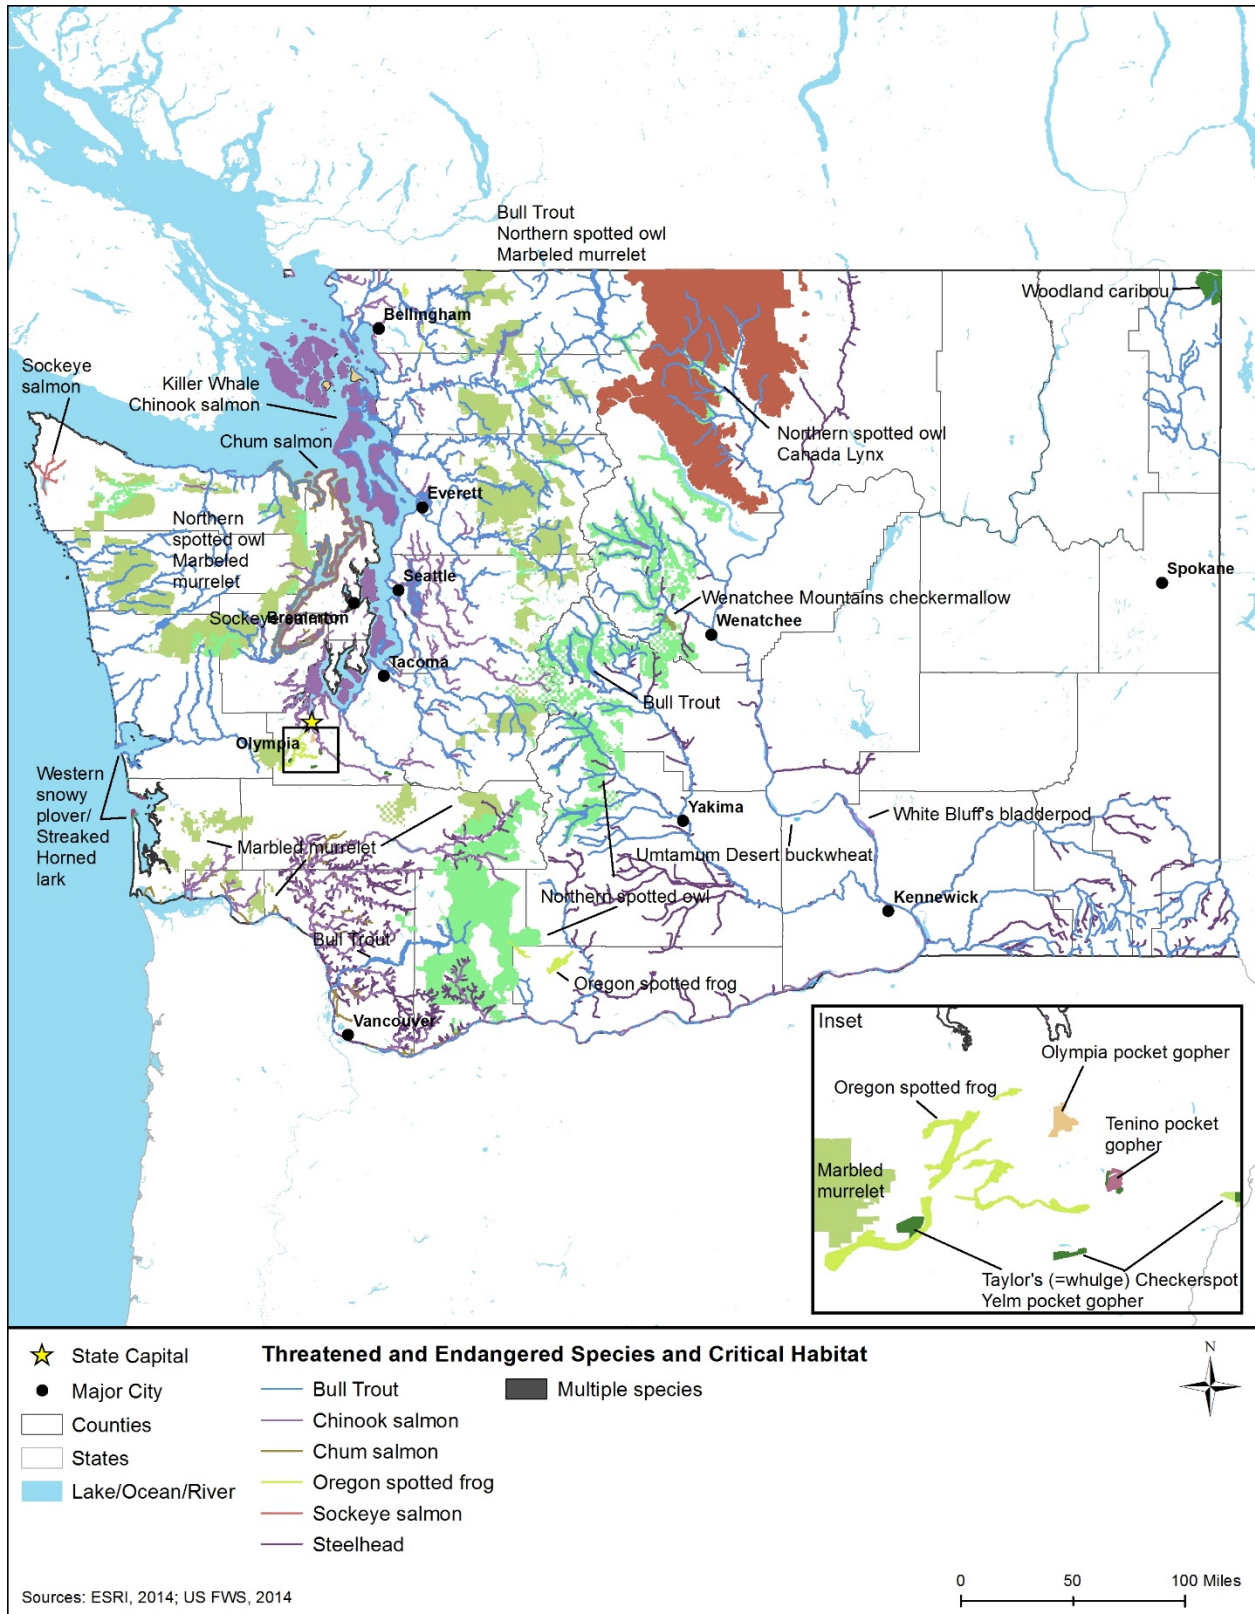 Bull Trout
Northern spotted owl
Marbeled murrelet
Woodland caribou
Bellingham
Sockeye
salmon
Killer Whale
Chinook salmon
Chum salmon
Northern spotted owl
Canada Lynx
Everett
Northern
spotted owl
Marbeled
murrelet
Seattle
Spokane
Wenatchee Mountains checkermallow
Bremerton
Wenatchee
Tacoma
Bull Trout
Olympia
Western
snowy
plover/
Streaked
Horned
lark
Yakima
White Bluff's bladderpod
Marbled murrelet
Umtamum Desert buckwheat
Northern spotted owl
Kennewick
Bull Trout
Oregon spotted frog
Vancouver
Inset
Olympia pocket gopher
Oregon spotted frog
Tenino pocket
gopher
Marbled
murrelet
Taylor's (=whulge) Checkerspot
Yelm pocket gopher
State Capital
Major City
Counties
States
Lake/Ocean/River
Threatened and Endangered Species and Critical Habitat
Bull Trout
Chinook salmon
Chum salmon
Oregon spotted frog
Sockeye salmon
Steelhead
Multiple species
N
0 50 100 Miles
Sources: ESRI, 2014; US FWS, 2014